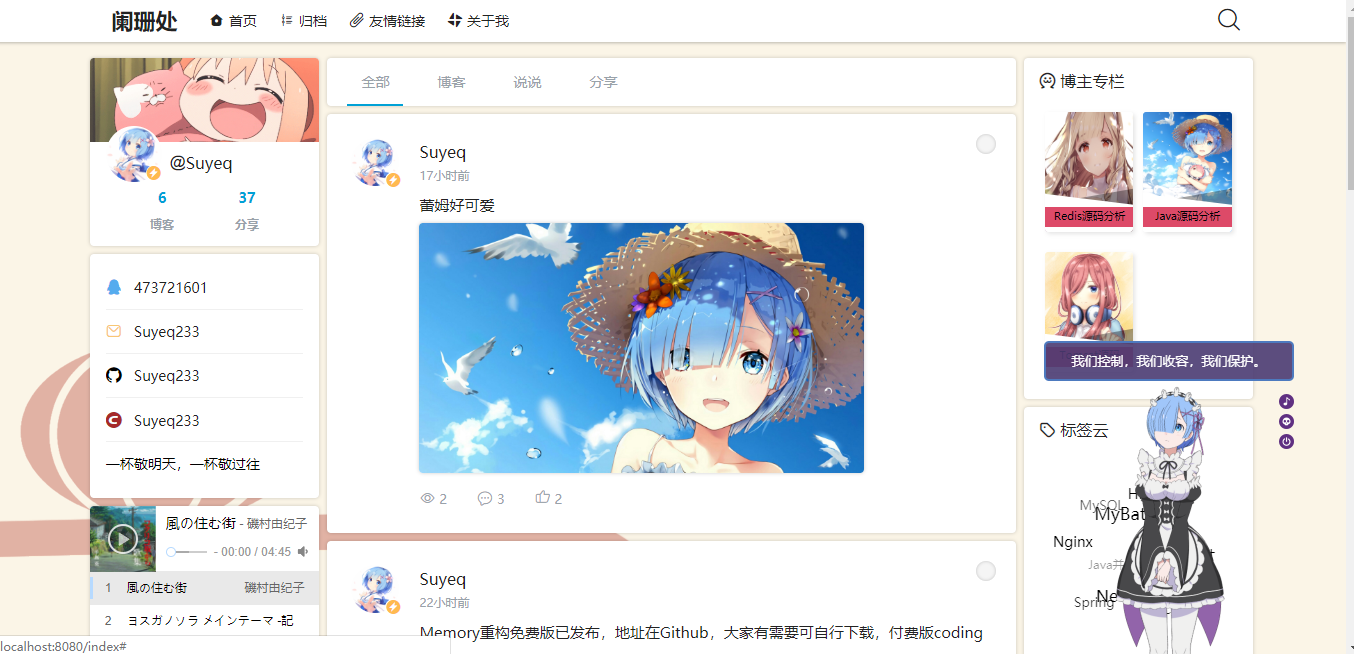 阑珊处
首页
归档
友情链接
关于我
@Suyeq
6 37
博客 分享
473721601
Suyeq233
Suyeq233
Suyeq233
一杯敬明天，一杯敬过往
風の住む街 - 磯村由纪子
- 00:00 / 04:45
1 風の住む街 磯村由纪子
2 ヨスガノソラ メインテーマ -記
localhost:8080/index#
全部 博客 说说 分享
Suyeq
17小时前
蕾姆好可爱
2 3 2
Suyeq
22小时前
Memory重构免费版已发布，地址在Github，大家有需要可自行下载，付费版coding
博主专栏
Redis源码分析
Java源码分析
我们控制，我们收容，我们保护。
标签云
MySQL
MyBat
Nginx
Java并
Ne
Spring